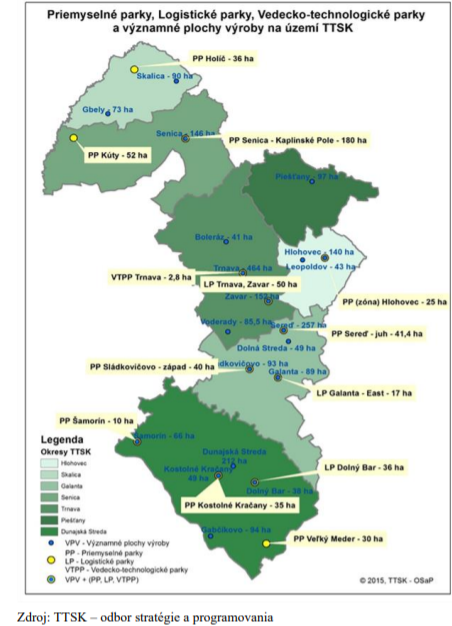 Priemyselné parky, Logistické parky, Vedecko-technologické parky
a významné plochy výroby na území TTSK
PP Holíč - 36 ha
Skalica - 90 ha
Gbely - 73 ha
Senica - 146 ha
PP Senica - Kaplinské Pole - 180 ha
PP Kúty - 52 ha
Piešťany - 97 ha
Boleráz - 41 ha
Hlohovec - 140 ha
Leopoldov - 43 ha
Trnava - 464 ha
VTPP Trnava - 2,8 ha
LP Trnava, Zavar - 50 ha
Zavar - 152 ha
PP (zóna) Hlohovec - 25 ha
Voderady - 85,5 ha
Sereď - 257 ha
PP Sereď - juh - 41,4 ha
Dolná Streda - 49 ha
PP Sládkovičovo - západ - 40 ha
dkovičovo - 93 ha
Galanta - 89 ha
LP Galanta - East - 17 ha
PP Šamorín - 10 ha
Šamorín - 66 ha
Legenda
Okresy TTSK
Hlohovec
Skalica
Galanta
Senica
Trnava
Piešťany
Dunajská Streda
VPV - Významné plochy výroby
PP - Priemyselné parky
LP - Logistické parky
VTPP - Vedecko-technologické parky
VPV + (PP, LP, VTPP)
Dunajská Streda
212 ha
Kostolné Kračany
49 ha
LP Dolný Bar - 36 ha
Dolný Bar - 38 ha
PP Kostolné Kračany - 35 ha
Gabčíkovo - 94 ha
PP Veľký Meder - 30 ha
© 2015, TTSK - OSaP
Zdroj: TTSK – odbor stratégie a programovania